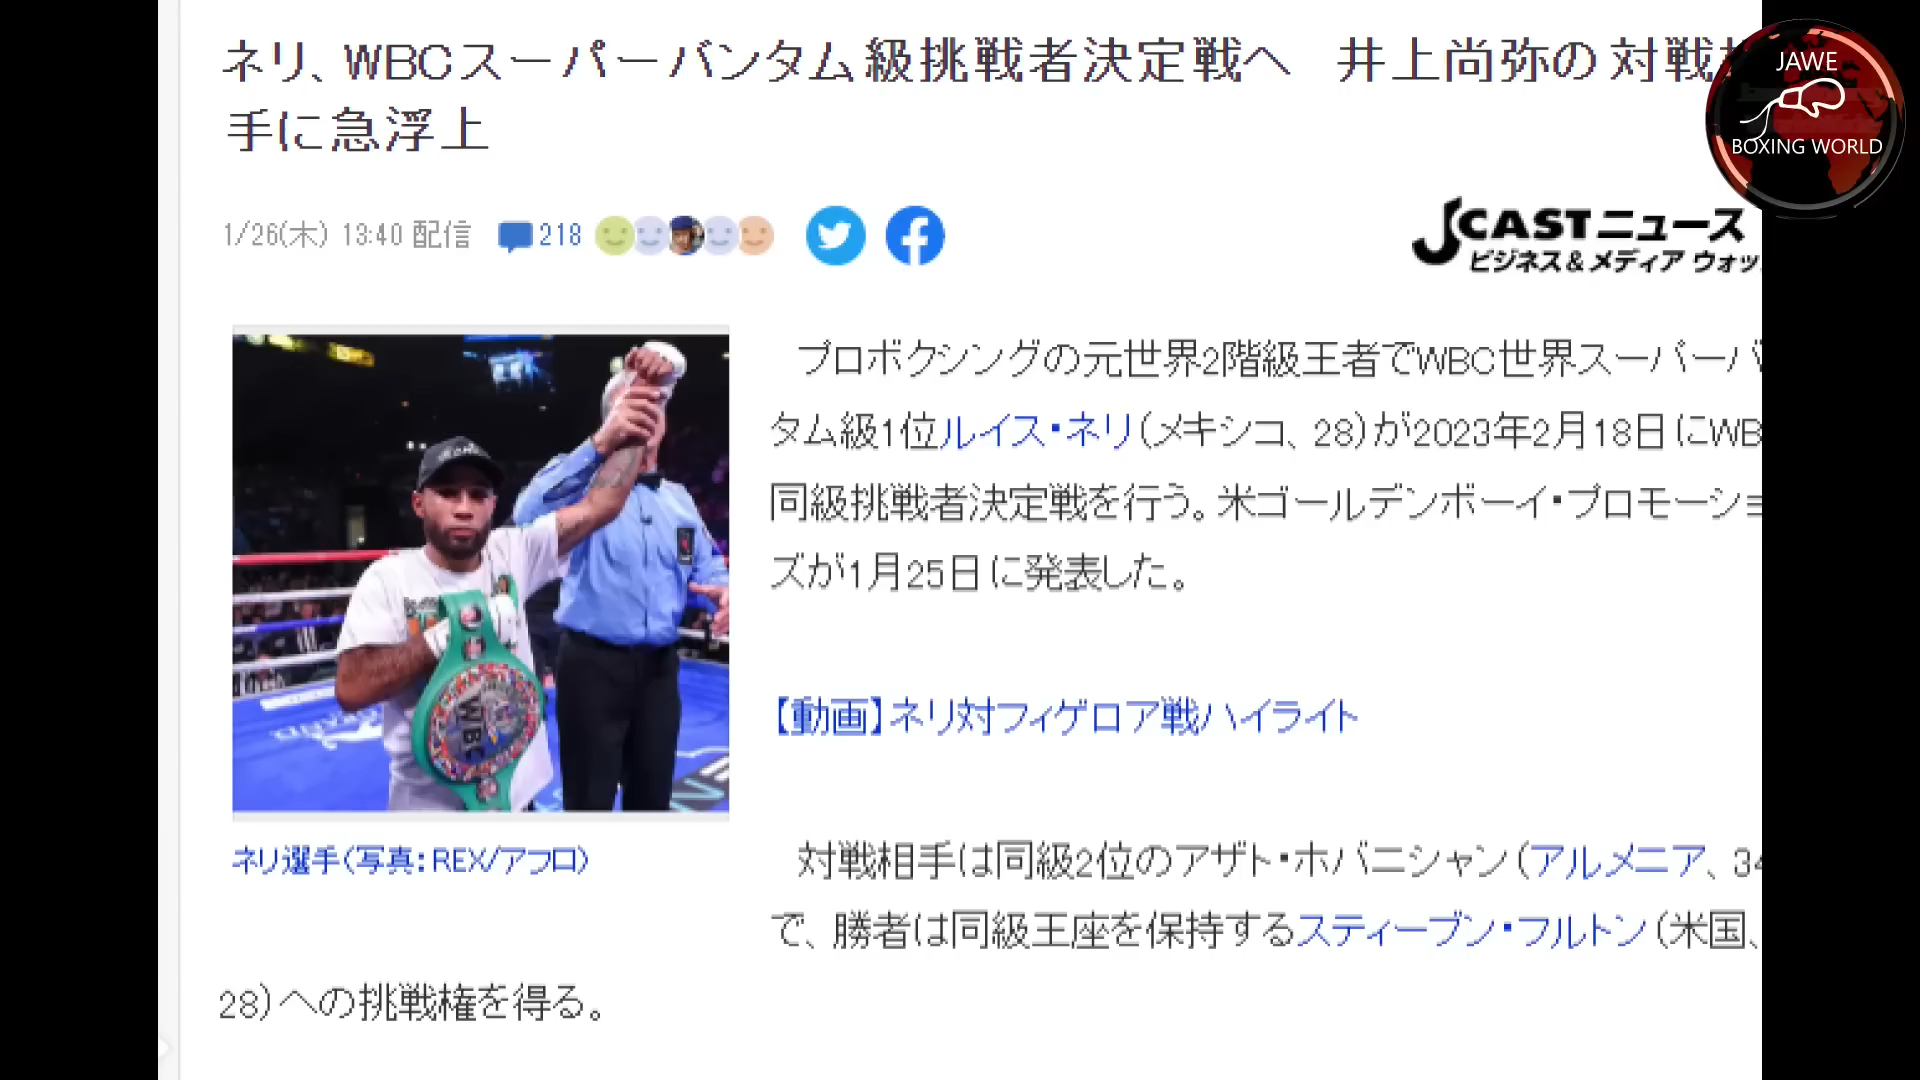 ネリ、WBCスーパーバンタム級挑戦者決定戦へ 井上尚弥の対戦
手に急浮上
JAWE
BOXING WORLD
1/26(木) 13:40 配信 218
JCASTニュース
ビジネス&メディアウォッ
プロボクシングの元世界2階級王者でWBC世界スーパーバ
タム級1位ルイス・ネリ(メキシコ、28)が2023年2月18日にWB
同級挑戦者決定戦を行う。米ゴールデンボーイ・プロモーショ
ズが1月25日に発表した。
【動画】ネリ対フィゲロア戦ハイライト
WBC
ネリ選手(写真:REX/アフロ)
対戦相手は同級2位のアザト・ホバニシャン(アルメニア、34
で、勝者は同級王座を保持するスティーブン・フルトン(米国、
28)への挑戦権を得る。